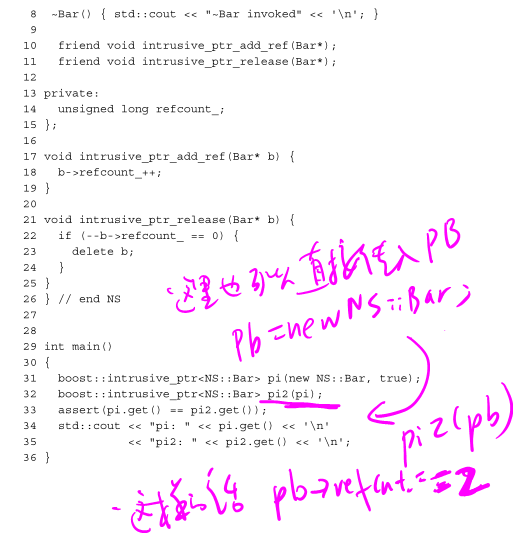 8 ~Bar() { std::cout << "~Bar invoked" << '\n'; }
9
10 friend void intrusive_ptr_add_ref(Bar*);
11 friend void intrusive_ptr_release(Bar*);
12
13 private:
14 unsigned long refcount_;
15 };
16
17 void intrusive_ptr_add_ref(Bar* b) {
18 b->refcount_++;
19 }
20
21 void intrusive_ptr_release(Bar* b) {
22 if (--b->refcount_ == 0) {
23 delete b;
24 }
25 }
26 } // end NS
27
28
这里也可以直接传入 PB
Pb=new NS::Bar;
29 int main()
30 {
31 boost::intrusive_ptr<NS::Bar> pi(new NS::Bar, true);
32 boost::intrusive_ptr<NS::Bar> pi2(pi);
33 assert(pi.get() == pi2.get());
34 std::cout << "pi: " << pi.get() << '\n'
35 << "pi2: " << pi2.get() << '\n';
36 }
pi2(pb)
这样的话 pb->refcnt==2